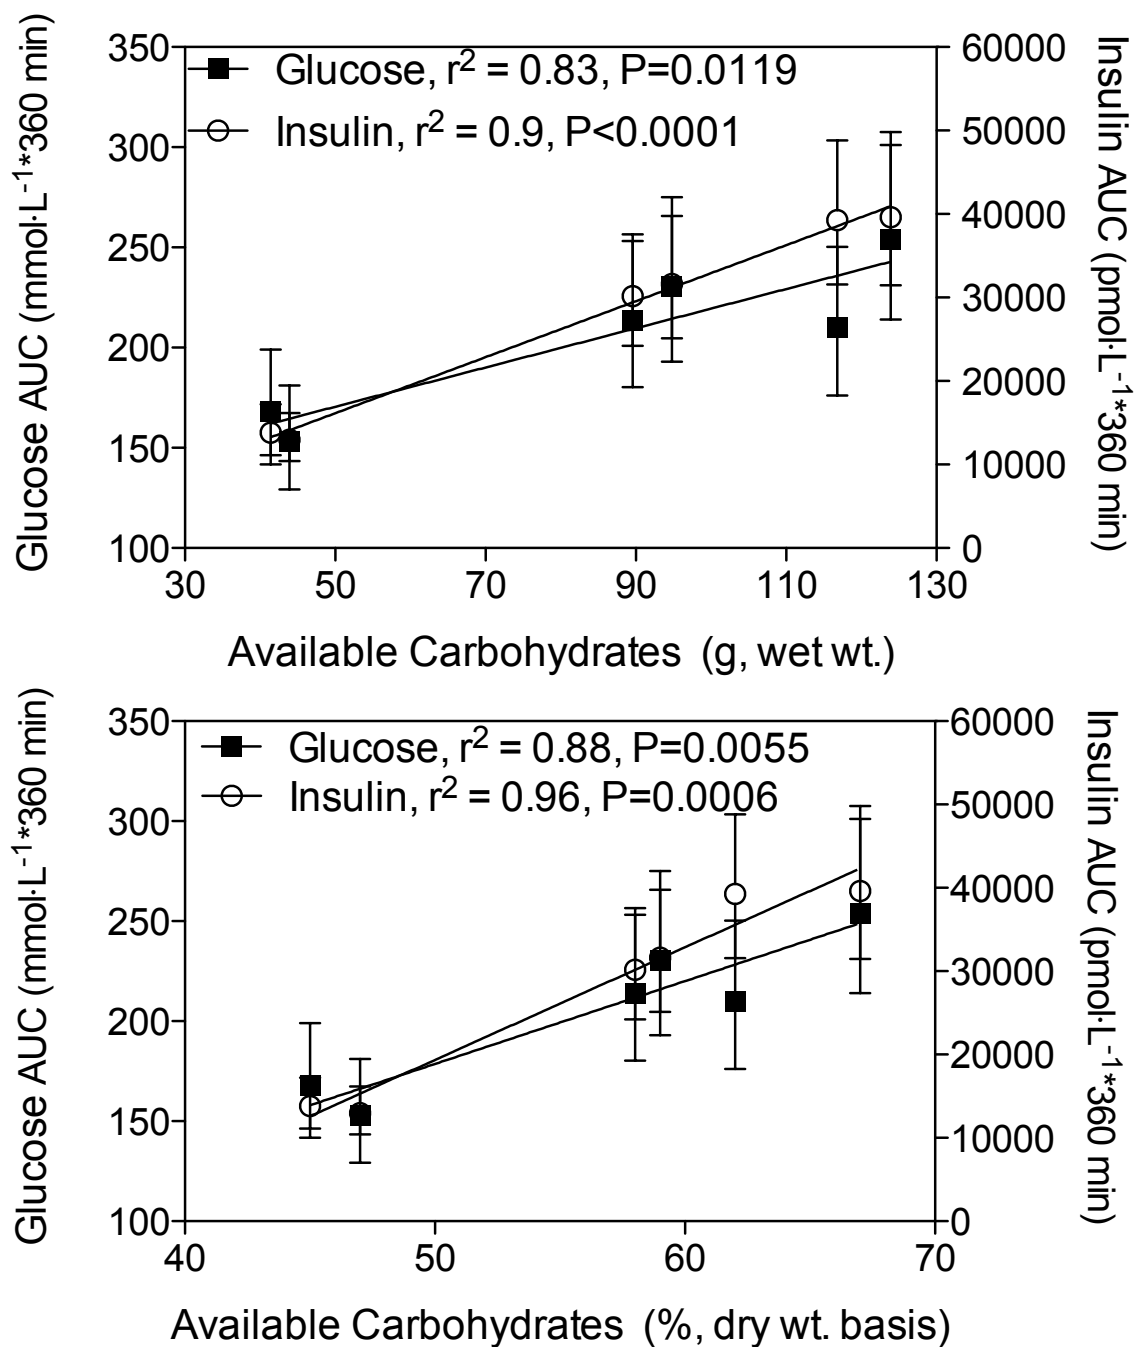 350
300
250
200
150
100
Glucose AUC (mmol·L⁻¹*360 min)
Glucose, r² = 0.83, P=0.0119
Insulin, r² = 0.9, P<0.0001
60000
50000
40000
30000
20000
10000
0
Insulin AUC (pmol·L⁻¹*360 min)
30 50 70 90 110 130
Available Carbohydrates (g, wet wt.)
350
300
250
200
150
100
Glucose AUC (mmol·L⁻¹*360 min)
Glucose, r² = 0.88, P=0.0055
Insulin, r² = 0.96, P=0.0006
60000
50000
40000
30000
20000
10000
0
Insulin AUC (pmol·L⁻¹*360 min)
40 50 60 70
Available Carbohydrates (%, dry wt. basis)